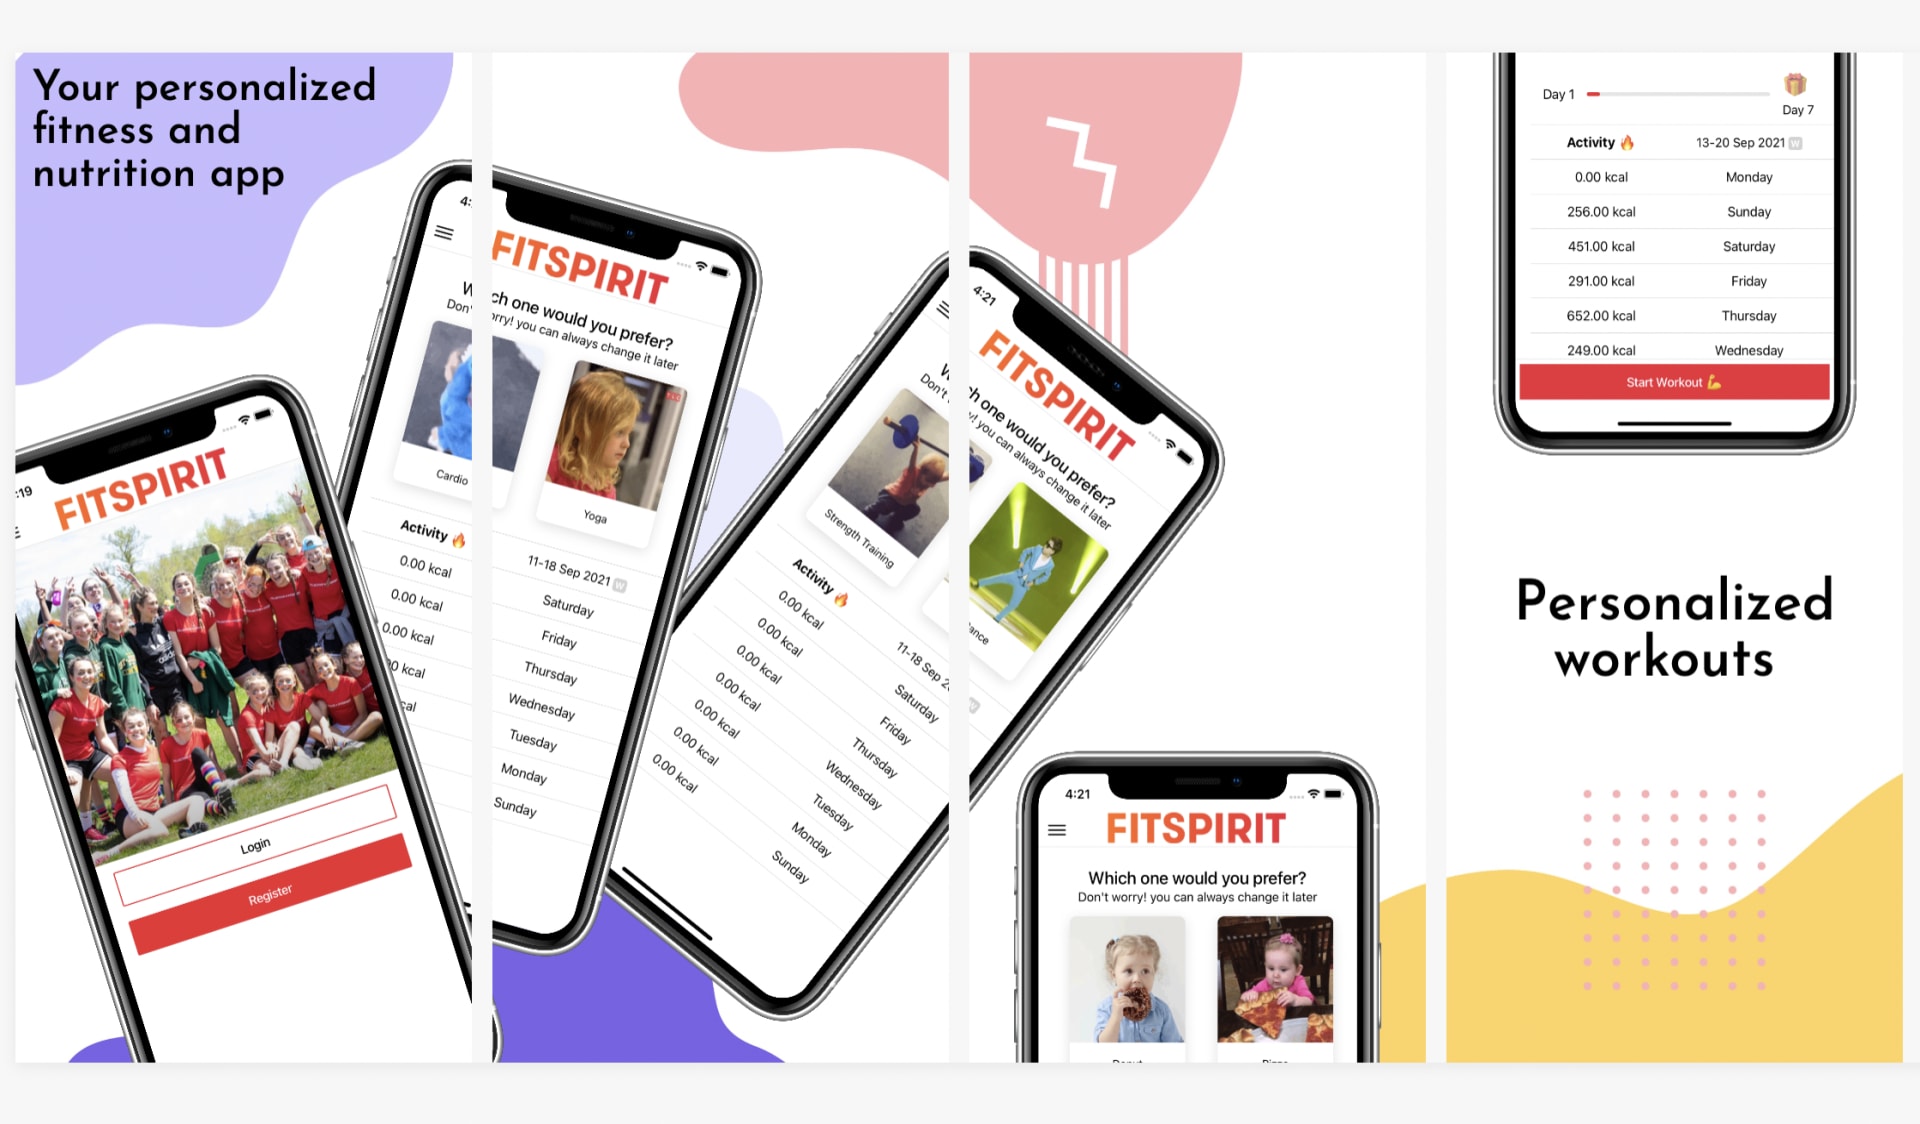 Your personalized
fitness and
nutrition app
:19
FITSPIRIT
Login
Register
4:
Don'
Cardio
Activity 🔥
0.00 kcal
0.00 kcal
0.00 kcal
0 kcal
cal
FITSPIRIT
ch one would you prefer?
orry! you can always change it later
Yoga
11-18 Sep 2021 W
Saturday
Friday
Thursday
Wednesday
Tuesday
Monday
Sunday
Don't
Strength Training
Activity 🔥
0.00 kcal
0.00 kcal
0.00 kcal
0.00 kcal
0.00 kcal
0.00 kcal
0.00 kcal
11-18 Sep 2
Saturday
Friday
Thursday
Wednesday
Tuesday
Monday
Sunday
4:21
FITSPIRIT
ch one would you prefer?
y! you can always change it later
ance
W
4:21
FITSPIRIT
Which one would you prefer?
Don't worry! you can always change it later
Day 1
Day 7
Activity 🔥 13-20 Sep 2021 W
0.00 kcal Monday
256.00 kcal Sunday
451.00 kcal Saturday
291.00 kcal Friday
652.00 kcal Thursday
249.00 kcal Wednesday
Start Workout 💪
Personalized
workouts